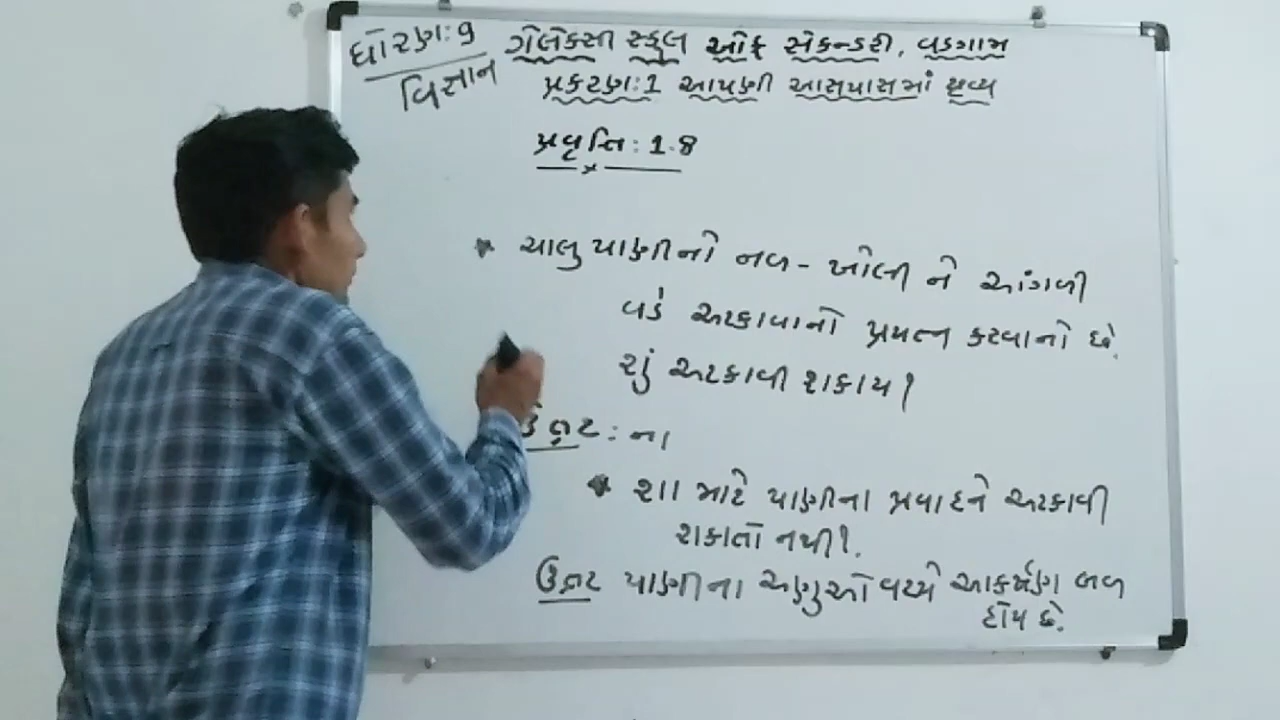 ધોરણ: 9
વિજ્ઞાન
ગેલેક્સી સ્કુલ ઓફ સેકન્ડરી, વડગામ
પ્રકરણ: 1 આપણી આસપાસમાં દ્રવ્ય
પ્રવૃત્તિ: 1.8
* ચાલુ પાણીનો નળ - ખોલી ને આંગળી
વડે અટકાવાનો પ્રયત્ન કરવાનો છે.
શું અટકાવી શકાય?
ઉત્તર: ના
* શા માટે પાણીના પ્રવાહને અટકાવી
શકાતો નથી?.
ઉત્તર પાણીના અણુઓ વચ્ચે આકર્ષણ બળ
હોય છે.